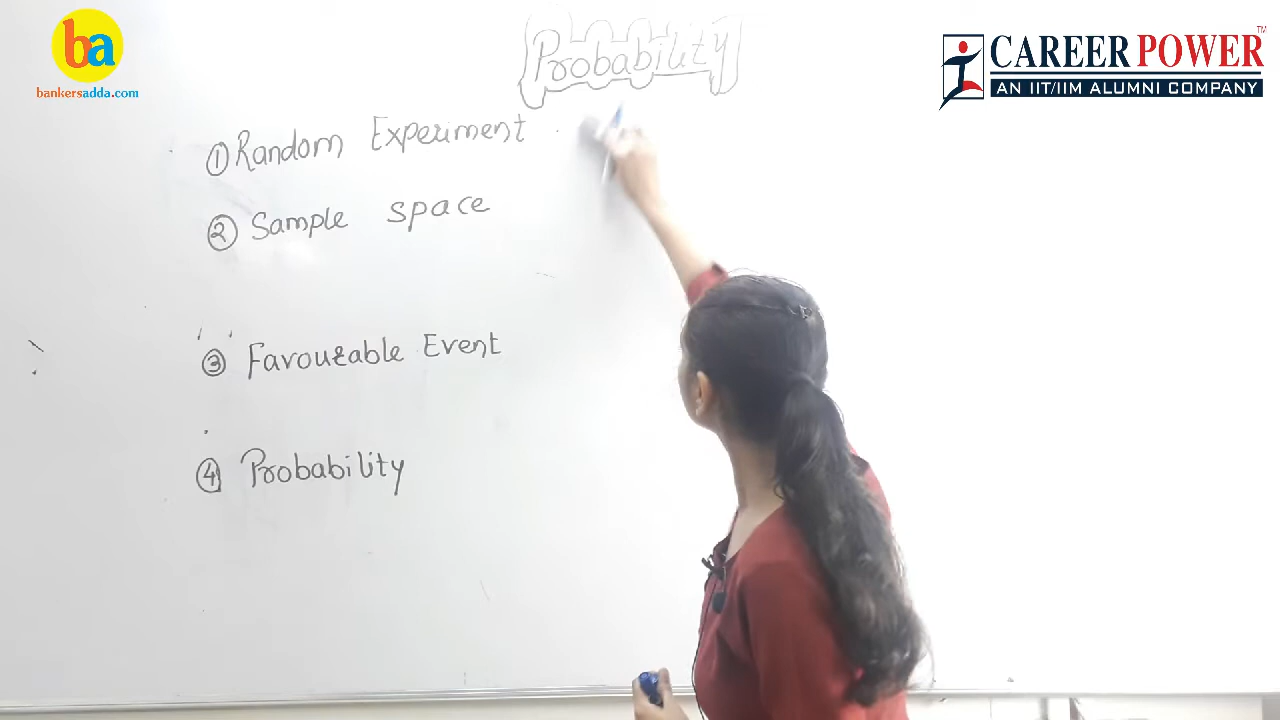 Probability
ba
bankersadda.com
CAREER POWER
TM
AN IIT/IIM ALUMNI COMPANY
① Random Experiment
② Sample space
③ Favourable Event
④ Probability